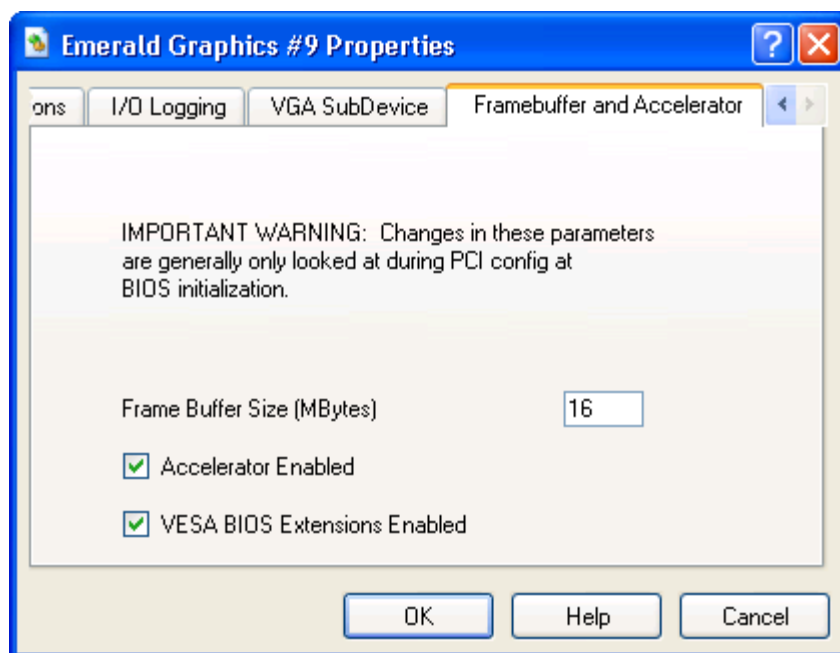 Emerald Graphics #9 Properties
ons I/O Logging VGA SubDevice Framebuffer and Accelerator
IMPORTANT WARNING: Changes in these parameters
are generally only looked at during PCI config at
BIOS initialization.
Frame Buffer Size (MBytes) 16
Accelerator Enabled
VESA BIOS Extensions Enabled
OK Help Cancel